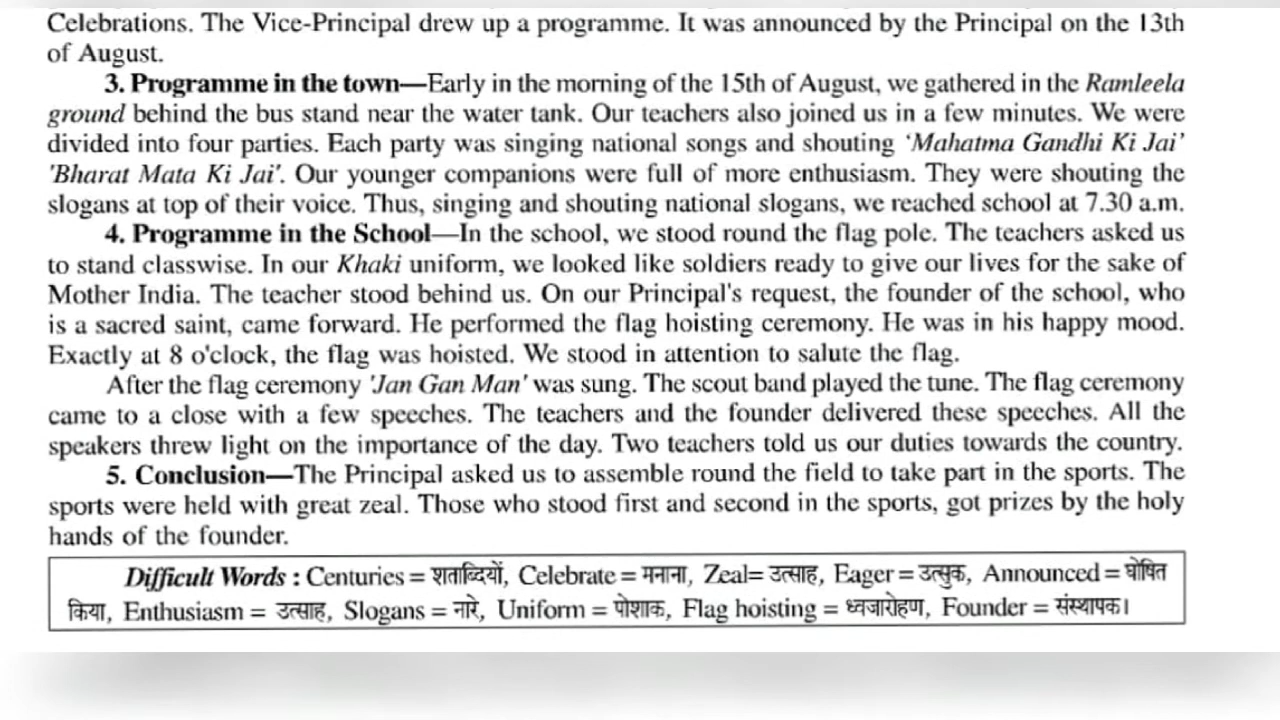 Celebrations. The Vice-Principal drew up a programme. It was announced by the Principal on the 13th
of August.
3. Programme in the town—Early in the morning of the 15th of August, we gathered in the Ramleela
ground behind the bus stand near the water tank. Our teachers also joined us in a few minutes. We were
divided into four parties. Each party was singing national songs and shouting ‘Mahatma Gandhi Ki Jai’
'Bharat Mata Ki Jai'. Our younger companions were full of more enthusiasm. They were shouting the
slogans at top of their voice. Thus, singing and shouting national slogans, we reached school at 7.30 a.m.
4. Programme in the School—In the school, we stood round the flag pole. The teachers asked us
to stand classwise. In our Khaki uniform, we looked like soldiers ready to give our lives for the sake of
Mother India. The teacher stood behind us. On our Principal's request, the founder of the school, who
is a sacred saint, came forward. He performed the flag hoisting ceremony. He was in his happy mood.
Exactly at 8 o'clock, the flag was hoisted. We stood in attention to salute the flag.
After the flag ceremony 'Jan Gan Man' was sung. The scout band played the tune. The flag ceremony
came to a close with a few speeches. The teachers and the founder delivered these speeches. All the
speakers threw light on the importance of the day. Two teachers told us our duties towards the country.
5. Conclusion—The Principal asked us to assemble round the field to take part in the sports. The
sports were held with great zeal. Those who stood first and second in the sports, got prizes by the holy
hands of the founder.
Difficult Words : Centuries = शताब्दियों, Celebrate = मनाना, Zeal= उत्साह, Eager = उत्सुक, Announced = घोषित
किया, Enthusiasm = उत्साह, Slogans = नारे, Uniform = पोशाक, Flag hoisting = ध्वजारोहण, Founder = संस्थापक।